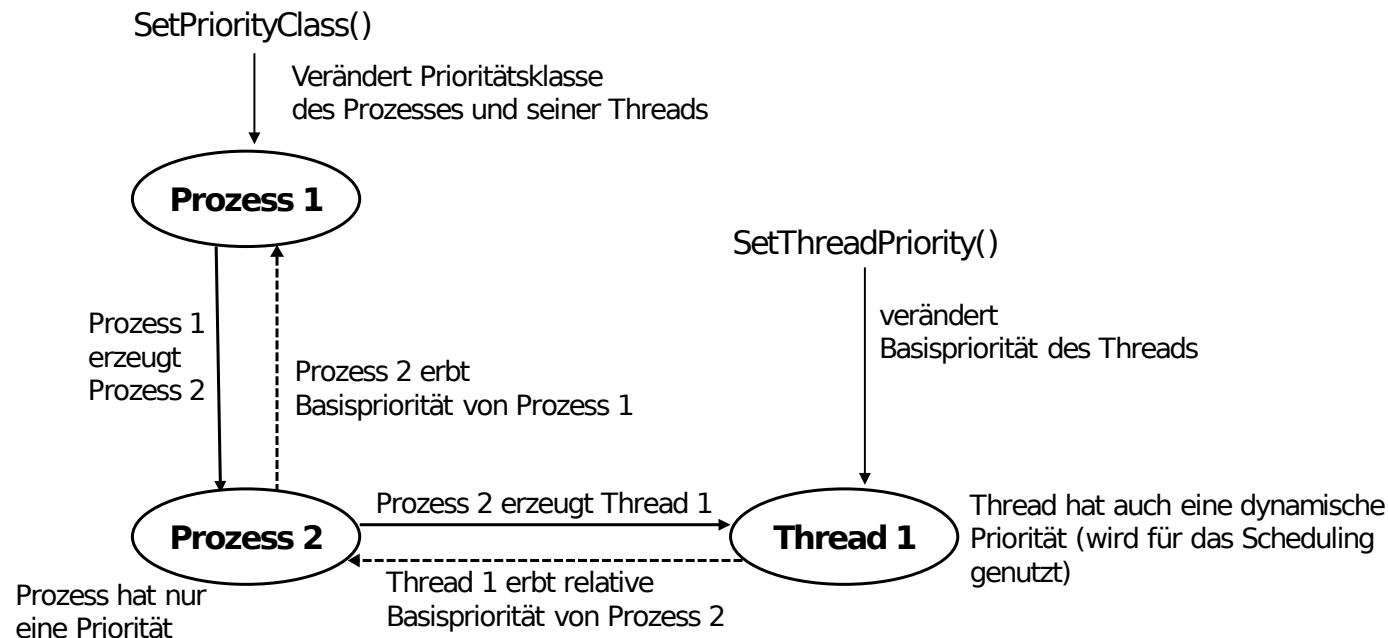 SetPriorityClass()
Verändert Prioritätsklasse
des Prozesses und seiner Threads
Prozess 1
SetThreadPriority()
Prozess 1
erzeugt
Prozess 2
Prozess 2 erbt
Basispriorität von Prozess 1
verändert
Basispriorität des Threads
Prozess 2 erzeugt Thread 1
Prozess 2
Thread 1
Thread hat auch eine dynamische
Priorität (wird für das Scheduling
genutzt)
Thread 1 erbt relative
Basispriorität von Prozess 2
Prozess hat nur
eine Priorität